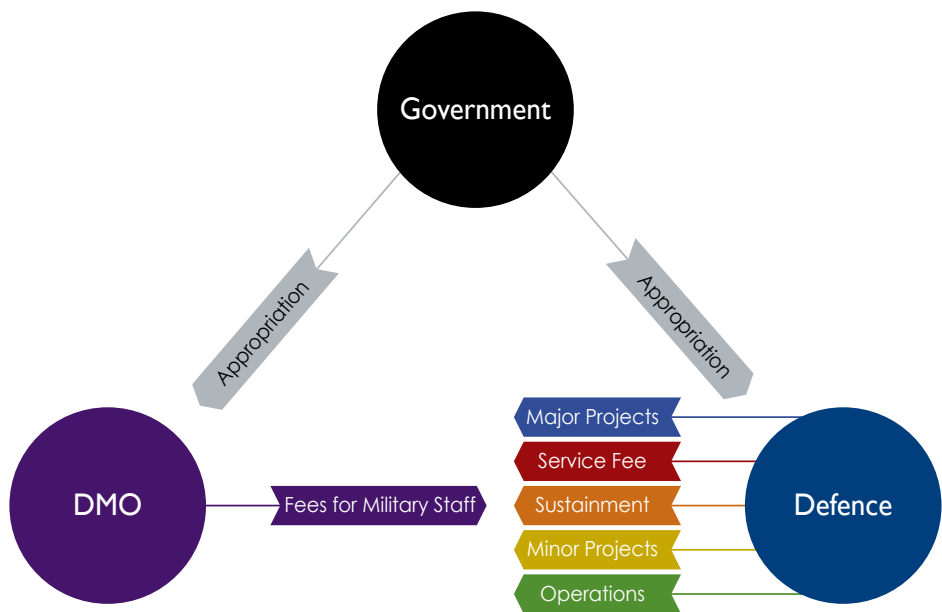 Government
Appropriation
Appropriation
Major Projects
Service Fee
DMO
Fees for Military Staff
Sustainment
Defence
Minor Projects
Operations